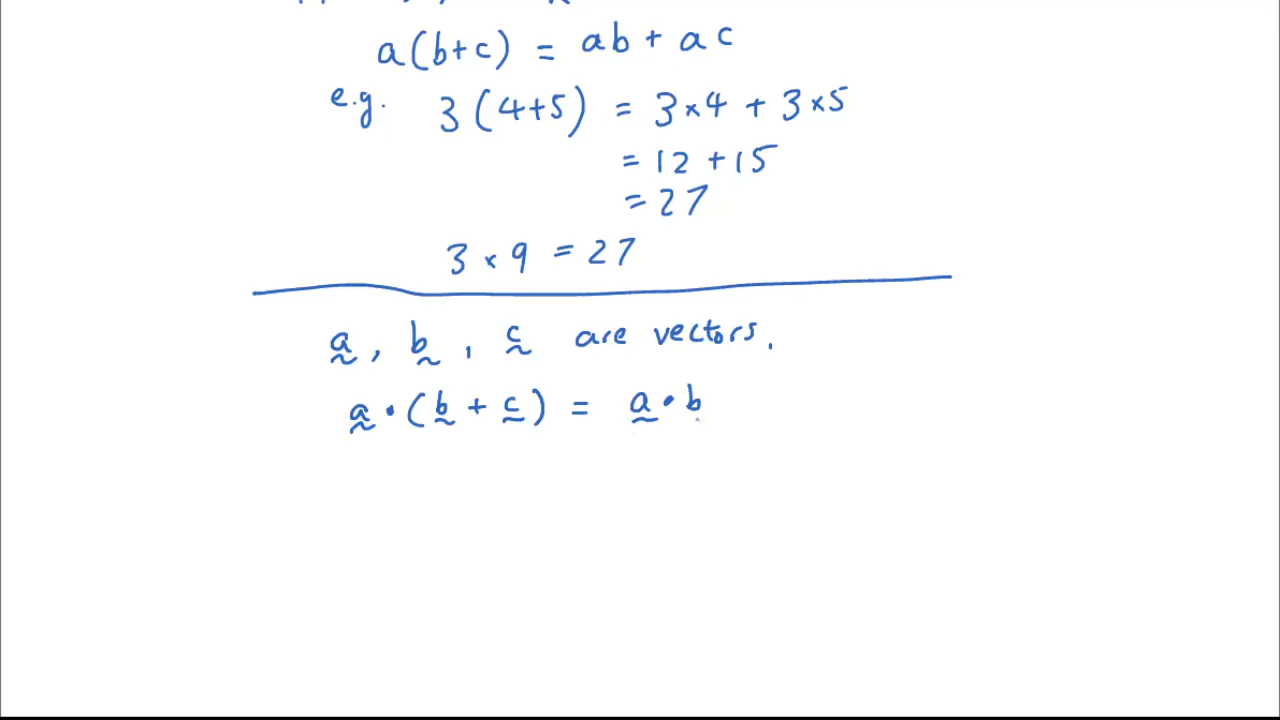 a(b+c) = ab + ac
e.g. 3(4+5) = 3×4 + 3×5
= 12 + 15
= 27
3 × 9 = 27
a, b, c are vectors.
a • (b + c) = a • b